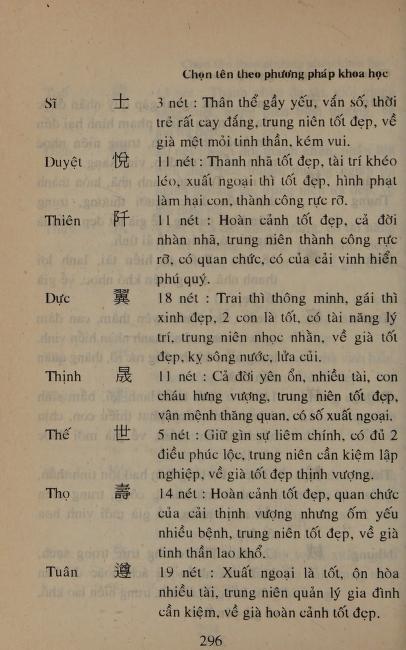 Chọn tên theo phương pháp khoa học
Sĩ 士 3 nét : Thân thể gầy yếu, vắn số, thời
trẻ rất cay đắng, trung niên tốt đẹp, về
già mệt mỏi tinh thần, kém vui.
Duyệt 悅 11 nét : Thanh nhã tốt đẹp, tài trí khéo
léo, xuất ngoại thì tốt đẹp, hình phạt
làm hại con, thành công rực rỡ.
Thiên 阡 11 nét : Hoàn cảnh tốt đẹp, cả đời
nhàn nhã, trung niên thành công rực
rỡ, có quan chức, có của cải vinh hiển
phú quý.
Dực 翼 18 nét : Trai thì thông minh, gái thì
xinh đẹp, 2 con là tốt, có tài năng lý
trí, trung niên nhọc nhằn, về già tốt
đẹp, kỵ sông nước, lửa củi.
Thịnh 晟 11 nét : Cả đời yên ổn, nhiều tài, con
cháu hưng vượng, trung niên tốt đẹp,
vận mệnh thăng quan, có số xuất ngoại.
Thế 世 5 nét : Giữ gìn sự liêm chính, có đủ 2
điều phúc lộc, trung niên cần kiệm lập
nghiệp, về già tốt đẹp thịnh vượng.
Thọ 壽 14 nét : Hoàn cảnh tốt đẹp, quan chức
của cải thịnh vượng nhưng ốm yếu
nhiều bệnh, trung niên tốt đẹp, về già
tinh thần lao khổ.
Tuân 遵 19 nét : Xuất ngoại là tốt, ôn hòa
nhiều tài, trung niên quản lý gia đình
cần kiệm, về già hoàn cảnh tốt đẹp.
296